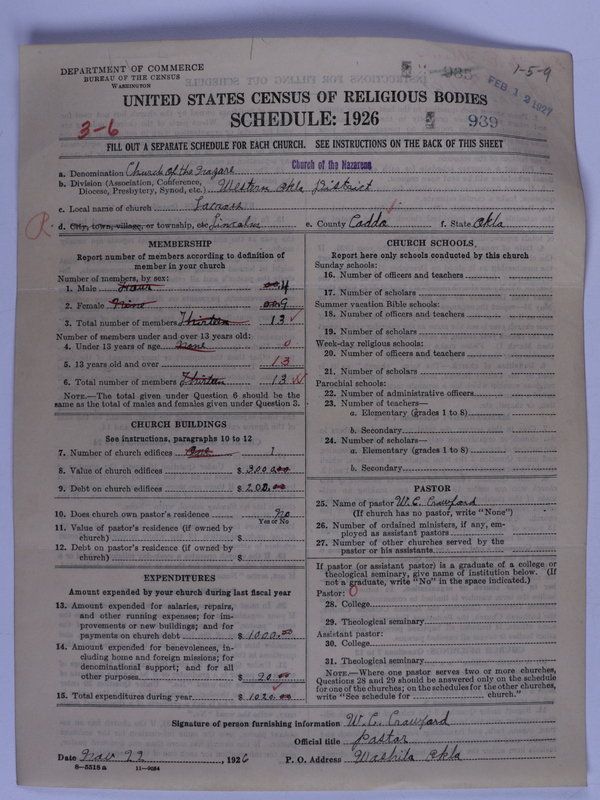 DEPARTMENT OF COMMERCE
BUREAU OF THE CENSUS
WASHINGTON
1-5-9
FEB 12 1927
UNITED STATES CENSUS OF RELIGIOUS BODIES
SCHEDULE: 1926
3-6
939
FILL OUT A SEPARATE SCHEDULE FOR EACH CHURCH. SEE INSTRUCTIONS ON THE BACK OF THIS SHEET
Church of the Nazarene
a. Denomination Church of the Nazare
b. Division (Association, Conference, Diocese, Presbytery, Synod, etc.) Western Okla District
c. Local name of church
R. d. City, town, village, or township, etc. Lincoln e. County Caddo f. State Okla
MEMBERSHIP
Report number of members according to definition of
member in your church
Number of members, by sex:
1. Male Four 4
2. Female Nine 9
3. Total number of members Thirteen 13
Number of members under and over 13 years old:
4. Under 13 years of age None 0
5. 13 years old and over 13
6. Total number of members Thirteen 13
NOTE.—The total given under Question 6 should be the
same as the total of males and females given under Question 3.
CHURCH BUILDINGS
See instructions, paragraphs 10 to 12
7. Number of church edifices One 1
8. Value of church edifices $ 3,000.00
9. Debt on church edifices $ 200.00
10. Does church own pastor's residence No
Yes or No
11. Value of pastor's residence (if owned by
church) $
12. Debt on pastor's residence (if owned by
church) $
EXPENDITURES
Amount expended by your church during last fiscal year
13. Amount expended for salaries, repairs,
and other running expenses; for im-
provements or new buildings; and for
payments on church debt $ 1000.00
14. Amount expended for benevolences, in-
cluding home and foreign missions; for
denominational support; and for all
other purposes $ 20.00
15. Total expenditures during year $ 1020.00
CHURCH SCHOOLS,
Report here only schools conducted by this church
Sunday schools:
16. Number of officers and teachers
17. Number of scholars
Summer vacation Bible schools:
18. Number of officers and teachers
19. Number of scholars
Week-day religious schools:
20. Number of officers and teachers
21. Number of scholars
Parochial schools:
22. Number of administrative officers
23. Number of teachers—
a. Elementary (grades 1 to 8)
b. Secondary
24. Number of scholars—
a. Elementary (grades 1 to 8)
b. Secondary
PASTOR
25. Name of pastor W. C. Crawford
(If church has no pastor, write "None")
26. Number of ordained ministers, if any, em-
ployed as assistant pastors
27. Number of other churches served by the
pastor or his assistants
If pastor (or assistant pastor) is a graduate of a college or
theological seminary, give name of institution below. (If
not a graduate, write "No" in the space indicated.)
Pastor: 0
28. College
29. Theological seminary
Assistant pastor:
30. College
31. Theological seminary
NOTE.—Where one pastor serves two or more churches,
Questions 28 and 29 should be answered only on the schedule
for one of the churches; on the schedules for the other churches,
write "See schedule for church."
Signature of person furnishing information W. C. Crawford
Official title Pastor
Date Nov 22, 1926 P. O. Address Washita Okla
8-5518a 11-9054